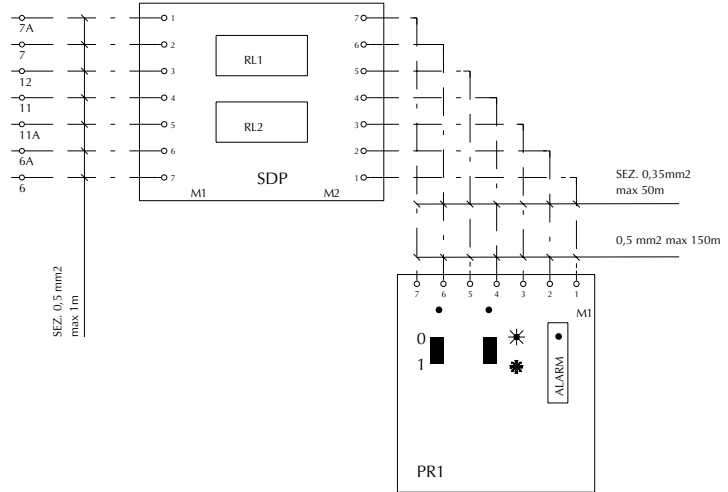 7A 1 7
7 2 6
RL1
12 3 5
11 4 4
RL2
11A 5 3
6A 6 2
6 7 1
SDP
M1 M2
SEZ. 0,35mm2
max 50m
0,5 mm2 max 150m
SEZ. 0,5 mm2
max 1m
7 6 5 4 3 2 1
M1
0
1
ALARM
PR1